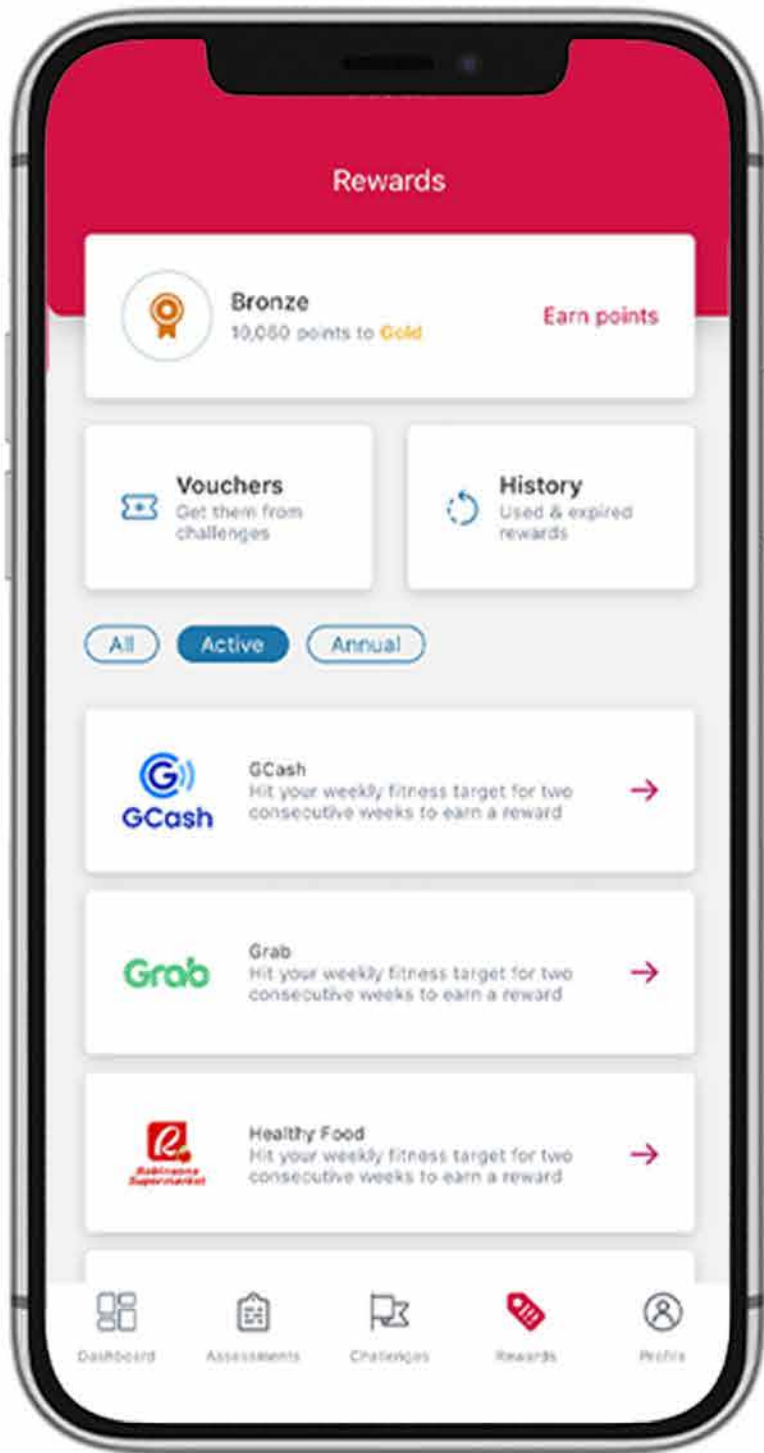 Rewards
Bronze
10,060 points to Gold
Earn points
Vouchers
Get them from
challenges
History
Used & expired
rewards
All
Active
Annual
GCash
GCash
Hit your weekly fitness target for two
consecutive weeks to earn a reward
Grab
Grab
Hit your weekly fitness target for two
consecutive weeks to earn a reward
Robinsons
Supermarket
Healthy Food
Hit your weekly fitness target for two
consecutive weeks to earn a reward
Dashboard
Assessments
Challenges
Rewards
Profile